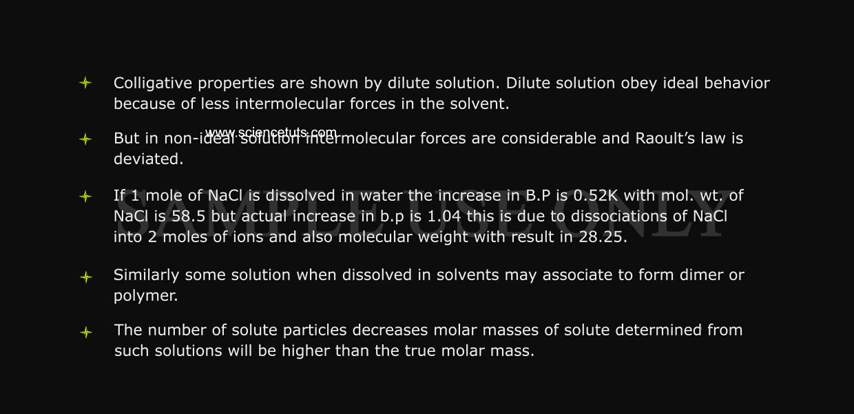 Colligative properties are shown by dilute solution. Dilute solution obey ideal behavior
because of less intermolecular forces in the solvent.
www.sciencetuts.com
But in non-ideal solution intermolecular forces are considerable and Raoult's law is
deviated.
If 1 mole of NaCl is dissolved in water the increase in B.P is 0.52K with mol. wt. of
NaCl is 58.5 but actual increase in b.p is 1.04 this is due to dissociations of NaCl
into 2 moles of ions and also molecular weight with result in 28.25.
SAMPLE USE ONLY
Similarly some solution when dissolved in solvents may associate to form dimer or
polymer.
The number of solute particles decreases molar masses of solute determined from
such solutions will be higher than the true molar mass.